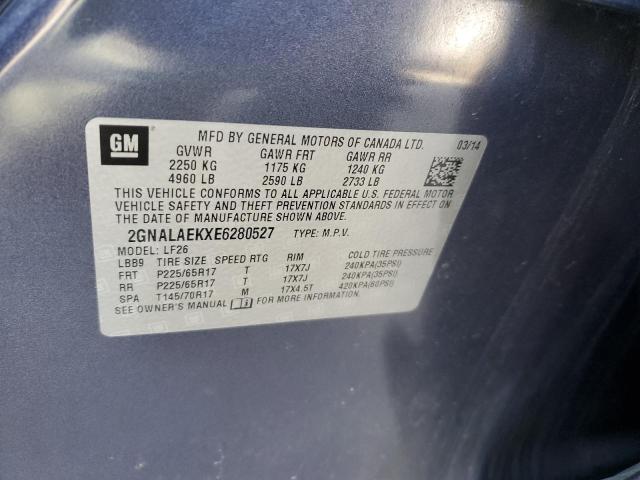 GM
MFD BY GENERAL MOTORS OF CANADA LTD. 03/14
GVWR GAWR FRT GAWR RR
2250 KG 1175 KG 1240 KG
4960 LB 2590 LB 2733 LB
THIS VEHICLE CONFORMS TO ALL APPLICABLE U.S. FEDERAL MOTOR
VEHICLE SAFETY AND THEFT PREVENTION STANDARDS IN EFFECT ON
THE DATE OF MANUFACTURE SHOWN ABOVE.
2GNALAEKXE6280527 TYPE: M.P.V.
MODEL: LF26
LBB9 TIRE SIZE SPEED RTG RIM COLD TIRE PRESSURE
FRT P225/65R17 T 17X7J 240KPA(35PSI)
RR P225/65R17 T 17X7J 240KPA(35PSI)
SPA T145/70R17 M 17X4.5T 420KPA(60PSI)
SEE OWNER'S MANUAL FOR MORE INFORMATION